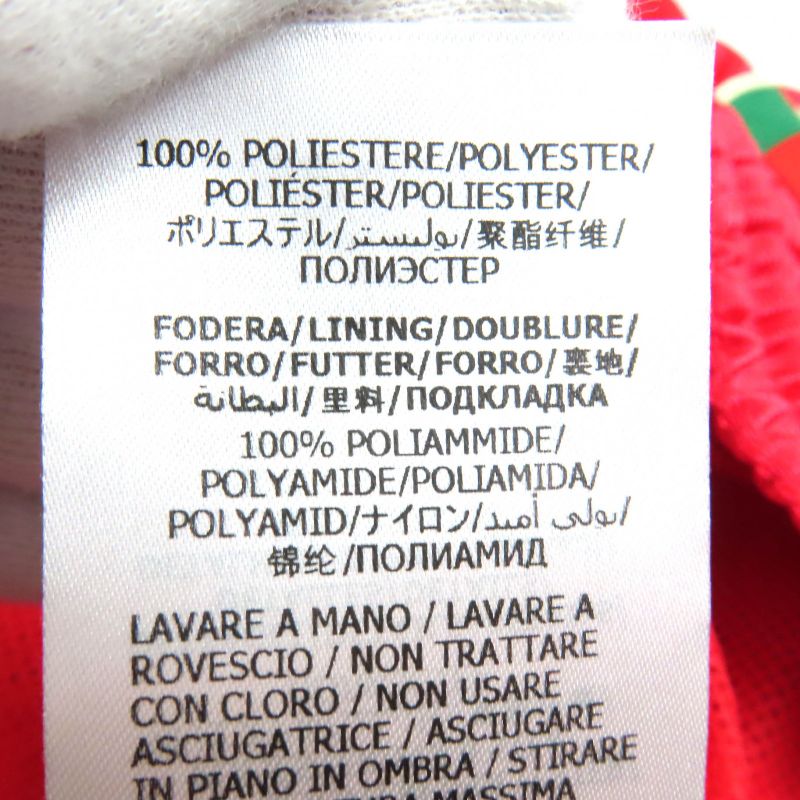 100% POLIESTERE/POLYESTER/
POLIÉSTER/POLIESTER/
ポリエステル/بوليستر/聚酯纤维/
ПОЛИЭСТЕР
FODERA/LINING/DOUBLURE/
FORRO/FUTTER/FORRO/裏地/
البطانة/里料/ПОДКЛАДКА
100% POLIAMMIDE/
POLYAMIDE/POLIAMIDA/
POLYAMID/ナイロン/بولى أميد/
锦纶/ПОЛИАМИД
LAVARE A MANO / LAVARE A
ROVESCIO / NON TRATTARE
CON CLORO / NON USARE
ASCIUGATRICE / ASCIUGARE
IN PIANO IN OMBRA / STIRARE
MASSIMA